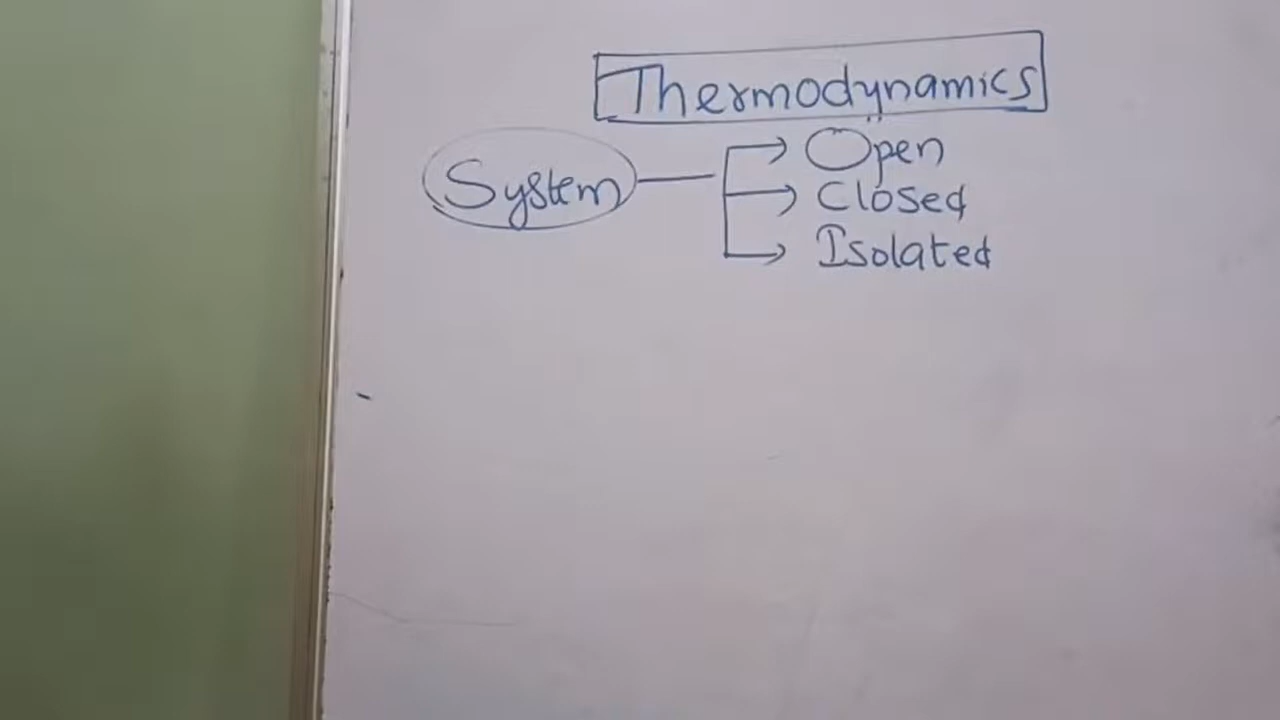 Thermodynamics
System
Open
Closed
Isolated